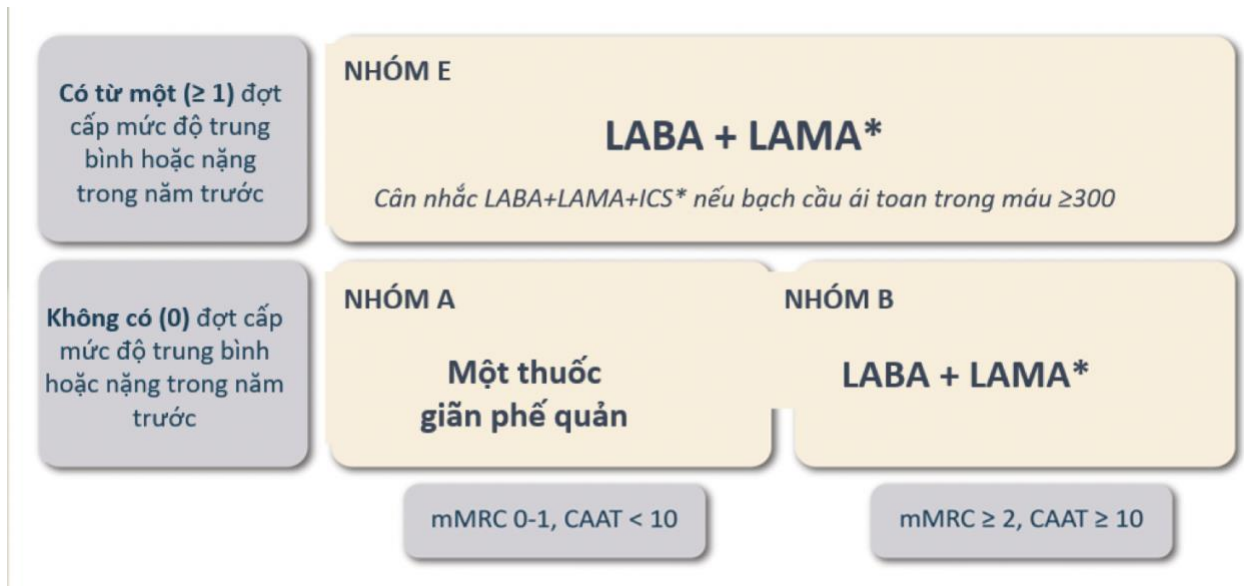 Có từ một (≥ 1) đợt
cấp mức độ trung
bình hoặc nặng
trong năm trước
NHÓM E
LABA + LAMA*
Cân nhắc LABA+LAMA+ICS* nếu bạch cầu ái toan trong máu ≥300
Không có (0) đợt cấp
mức độ trung bình
hoặc nặng trong năm
trước
NHÓM A
Một thuốc
giãn phế quản
NHÓM B
LABA + LAMA*
mMRC 0-1, CAAT < 10
mMRC ≥ 2, CAAT ≥ 10